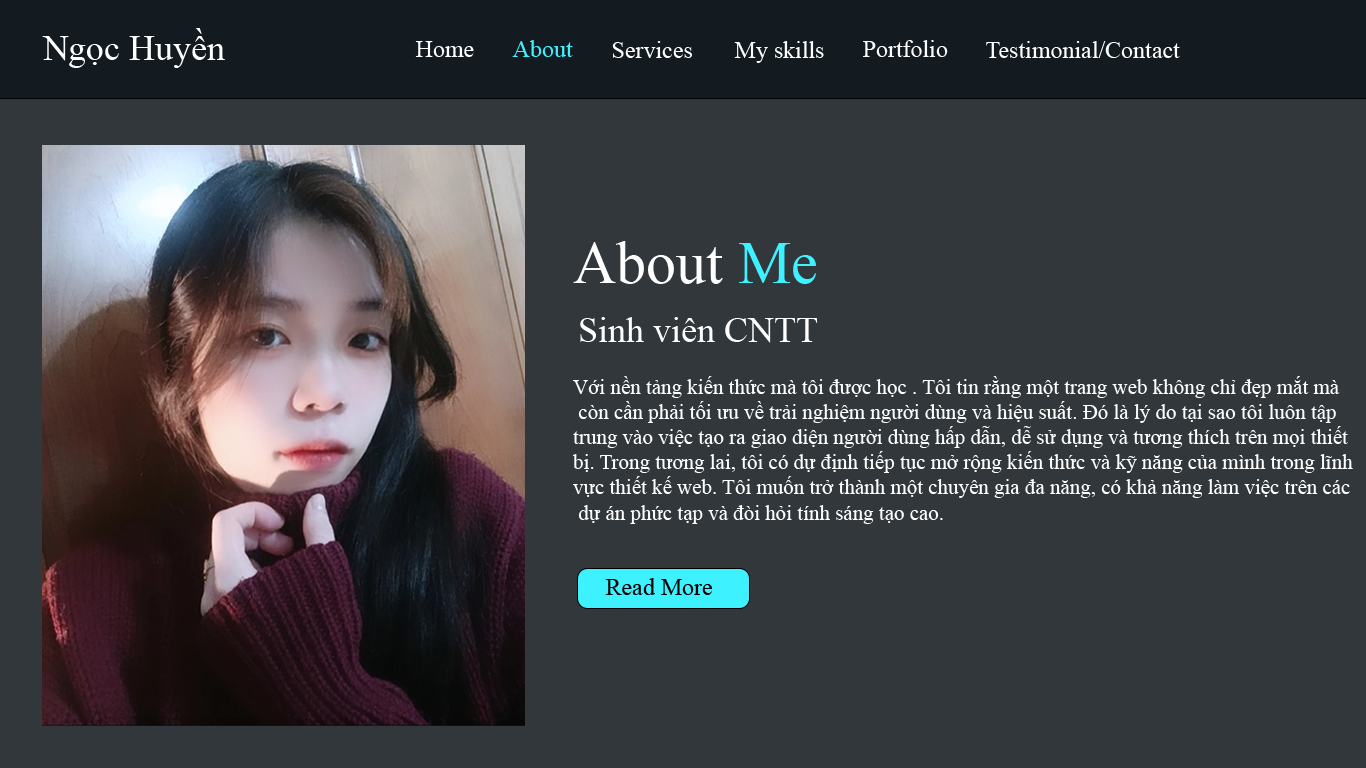 Ngọc Huyền
Home About Services My skills Portfolio Testimonial/Contact
About Me
Sinh viên CNTT
Với nền tảng kiến thức mà tôi được học . Tôi tin rằng một trang web không chỉ đẹp mắt mà
còn cần phải tối ưu về trải nghiệm người dùng và hiệu suất. Đó là lý do tại sao tôi luôn tập
trung vào việc tạo ra giao diện người dùng hấp dẫn, dễ sử dụng và tương thích trên mọi thiết
bị. Trong tương lai, tôi có dự định tiếp tục mở rộng kiến thức và kỹ năng của mình trong lĩnh
vực thiết kế web. Tôi muốn trở thành một chuyên gia đa năng, có khả năng làm việc trên các
dự án phức tạp và đòi hỏi tính sáng tạo cao.
Read More